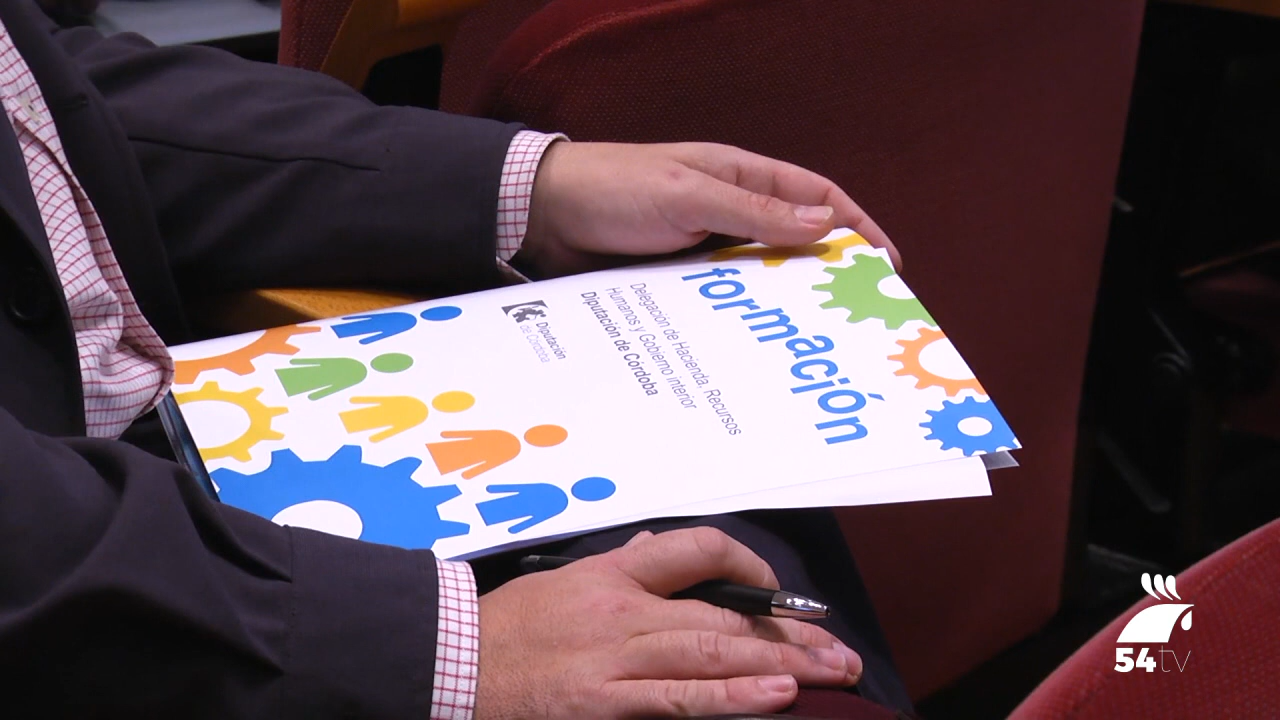 formación
Delegación de Hacienda, Recursos
Humanos y Gobierno interior
Diputación de Córdoba
Diputación
de Córdoba
54tv